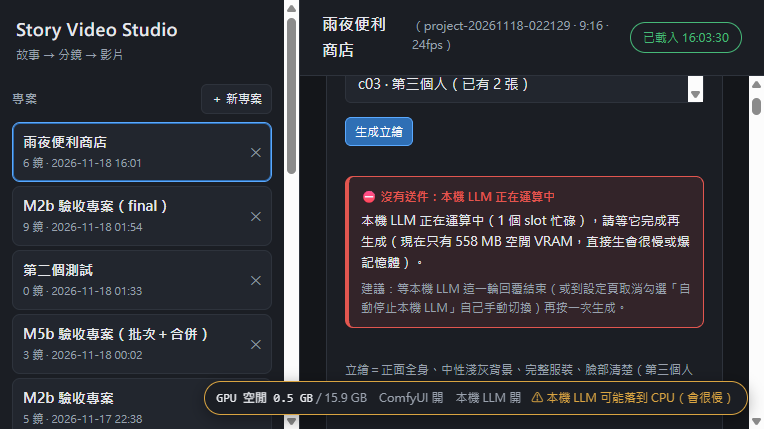 Story Video Studio
故事 → 分鏡 → 影片
專案
+ 新專案
雨夜便利商店
6 鏡 · 2026-11-18 16:01
×
M2b 驗收專案（final）
9 鏡 · 2026-11-18 01:54
×
第二個測試
0 鏡 · 2026-11-18 01:33
×
M5b 驗收專案（批次＋合併）
3 鏡 · 2026-11-18 00:02
×
M2b 驗收專案
5 鏡 · 2026-11-17 22:38
雨夜便利
商店
（project-20261118-022129 · 9:16 ·
24fps）
已載入 16:03:30
c03 · 第三個人（已有 2 張）
生成立繪
⛔ 沒有送件：本機 LLM 正在運算中
本機 LLM 正在運算中（1 個 slot 忙碌），請等它完成再
生成（現在只有 558 MB 空閒 VRAM，直接生會很慢或爆
記憶體）。
建議：等本機 LLM 這一輪回覆結束（或到設定頁取消勾選「自
動停止本機 LLM」自己手動切換）再按一次生成。
立繪＝正面全身、中性淺灰背景、完整服裝、臉部清楚（第三個人
GPU 空閒 0.5 GB / 15.9 GB ComfyUI 開 本機 LLM 開 ⚠ 本機 LLM 可能落到 CPU（會很慢）